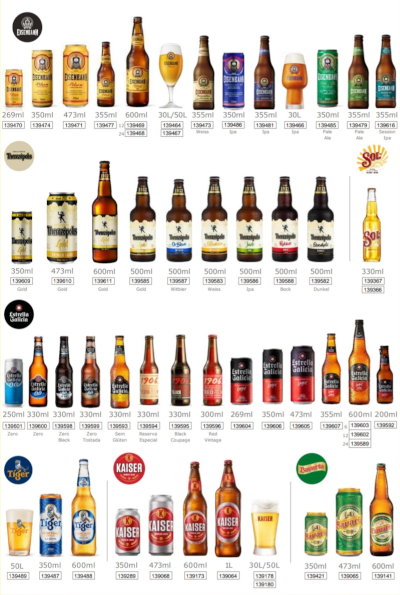 EISENBAHN
269ml 350ml 473ml 355ml 600ml 30L/50L 355ml 350ml 355ml 30L 350ml 355ml 355ml
139470 139474 139471 139477 12 139469 139464 139473 139486 139481 139466 139485 139479 139616
24 139468 139467 Weiss Ipa Ipa Ipa Pale Ale Pale Ale Session Ipa
Therezópolis
Sol
350ml 473ml 600ml 500ml 500ml 500ml 500ml 500ml 500ml 330ml
139609 139610 139611 139585 139587 139583 139586 139588 139582 139367
Gold Gold Gold Gold Witbier Weiss Ipa Bock Dunkel 139366
Estrella Galicia
250ml 330ml 330ml 330ml 330ml 330ml 330ml 300ml 269ml 350ml 473ml 355ml 600ml 200ml
139601 139600 139598 139599 139593 139594 139595 139596 139604 139606 139605 139607 6 139603 139592
Zero Zero Zero Black Zero Tostada Sem Glúten Reserva Especial Black Coupage Red Vintage 12 139602
24 139589
Tiger
KAISER
Bavaria
50L 350ml 600ml 350ml 473ml 600ml 1L 30L/50L 350ml 473ml 600ml
139489 139487 139488 139289 139068 139173 139064 139178 139421 139065 139141
139180